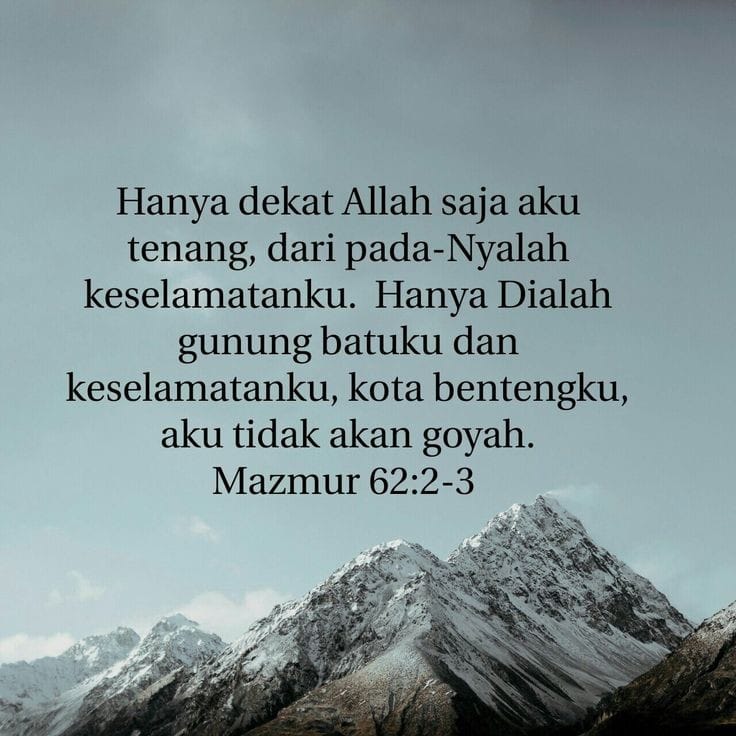 Hanya dekat Allah saja aku
tenang, dari pada-Nyalah
keselamatanku.  Hanya Dialah
gunung batuku dan
keselamatanku, kota bentengku,
aku tidak akan goyah.
Mazmur 62:2-3